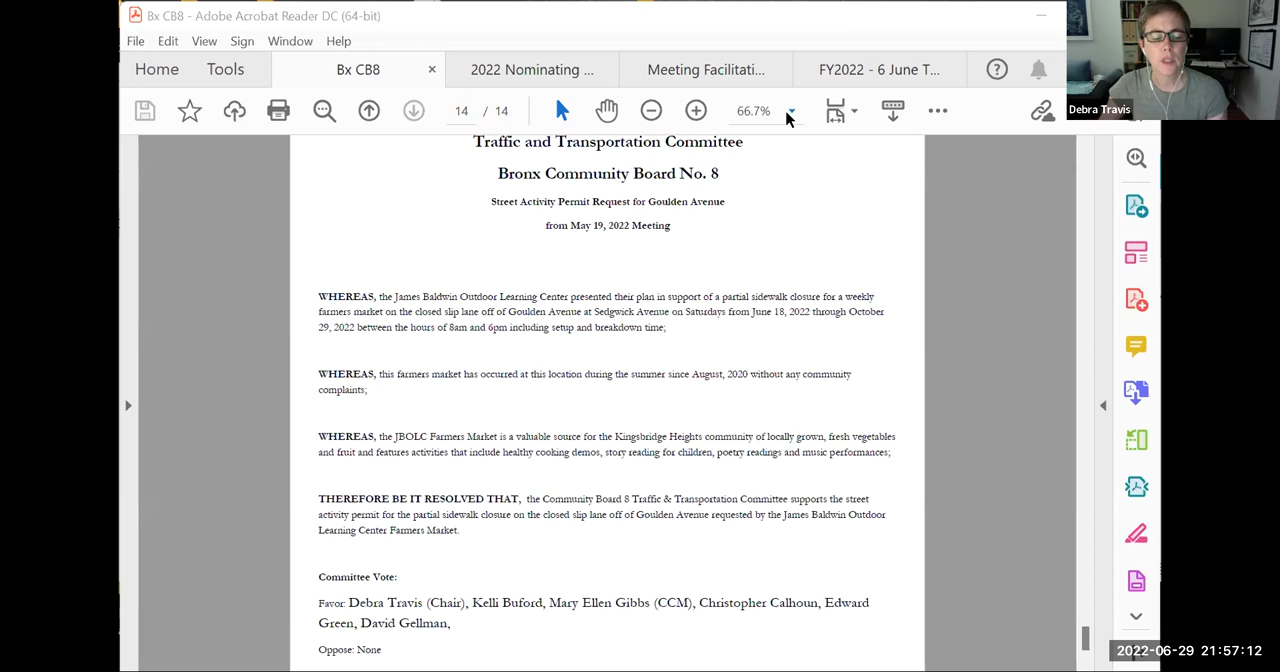 Bx CB8 - Adobe Acrobat Reader DC (64-bit)
File Edit View Sign Window Help
Home Tools Bx CB8 × 2022 Nominating ... Meeting Facilitati... FY2022 - 6 June T...
14 / 14 66.7%
Debra Travis
Traffic and Transportation Committee
Bronx Community Board No. 8
Street Activity Permit Request for Goulden Avenue
from May 19, 2022 Meeting
WHEREAS, the James Baldwin Outdoor Learning Center presented their plan in support of a partial sidewalk closure for a weekly
farmers market on the closed slip lane off of Goulden Avenue at Sedgwick Avenue on Saturdays from June 18, 2022 through October
29, 2022 between the hours of 8am and 6pm including setup and breakdown time;
WHEREAS, this farmers market has occurred at this location during the summer since August, 2020 without any community
complaints;
WHEREAS, the JBOLC Farmers Market is a valuable source for the Kingsbridge Heights community of locally grown, fresh vegetables
and fruit and features activities that include healthy cooking demos, story reading for children, poetry readings and music performances;
THEREFORE BE IT RESOLVED THAT, the Community Board 8 Traffic & Transportation Committee supports the street
activity permit for the partial sidewalk closure on the closed slip lane off of Goulden Avenue requested by the James Baldwin Outdoor
Learning Center Farmers Market.
Committee Vote:
Favor: Debra Travis (Chair), Kelli Buford, Mary Ellen Gibbs (CCM), Christopher Calhoun, Edward
Green, David Gellman,
Oppose: None
2022-06-29 21:57:12